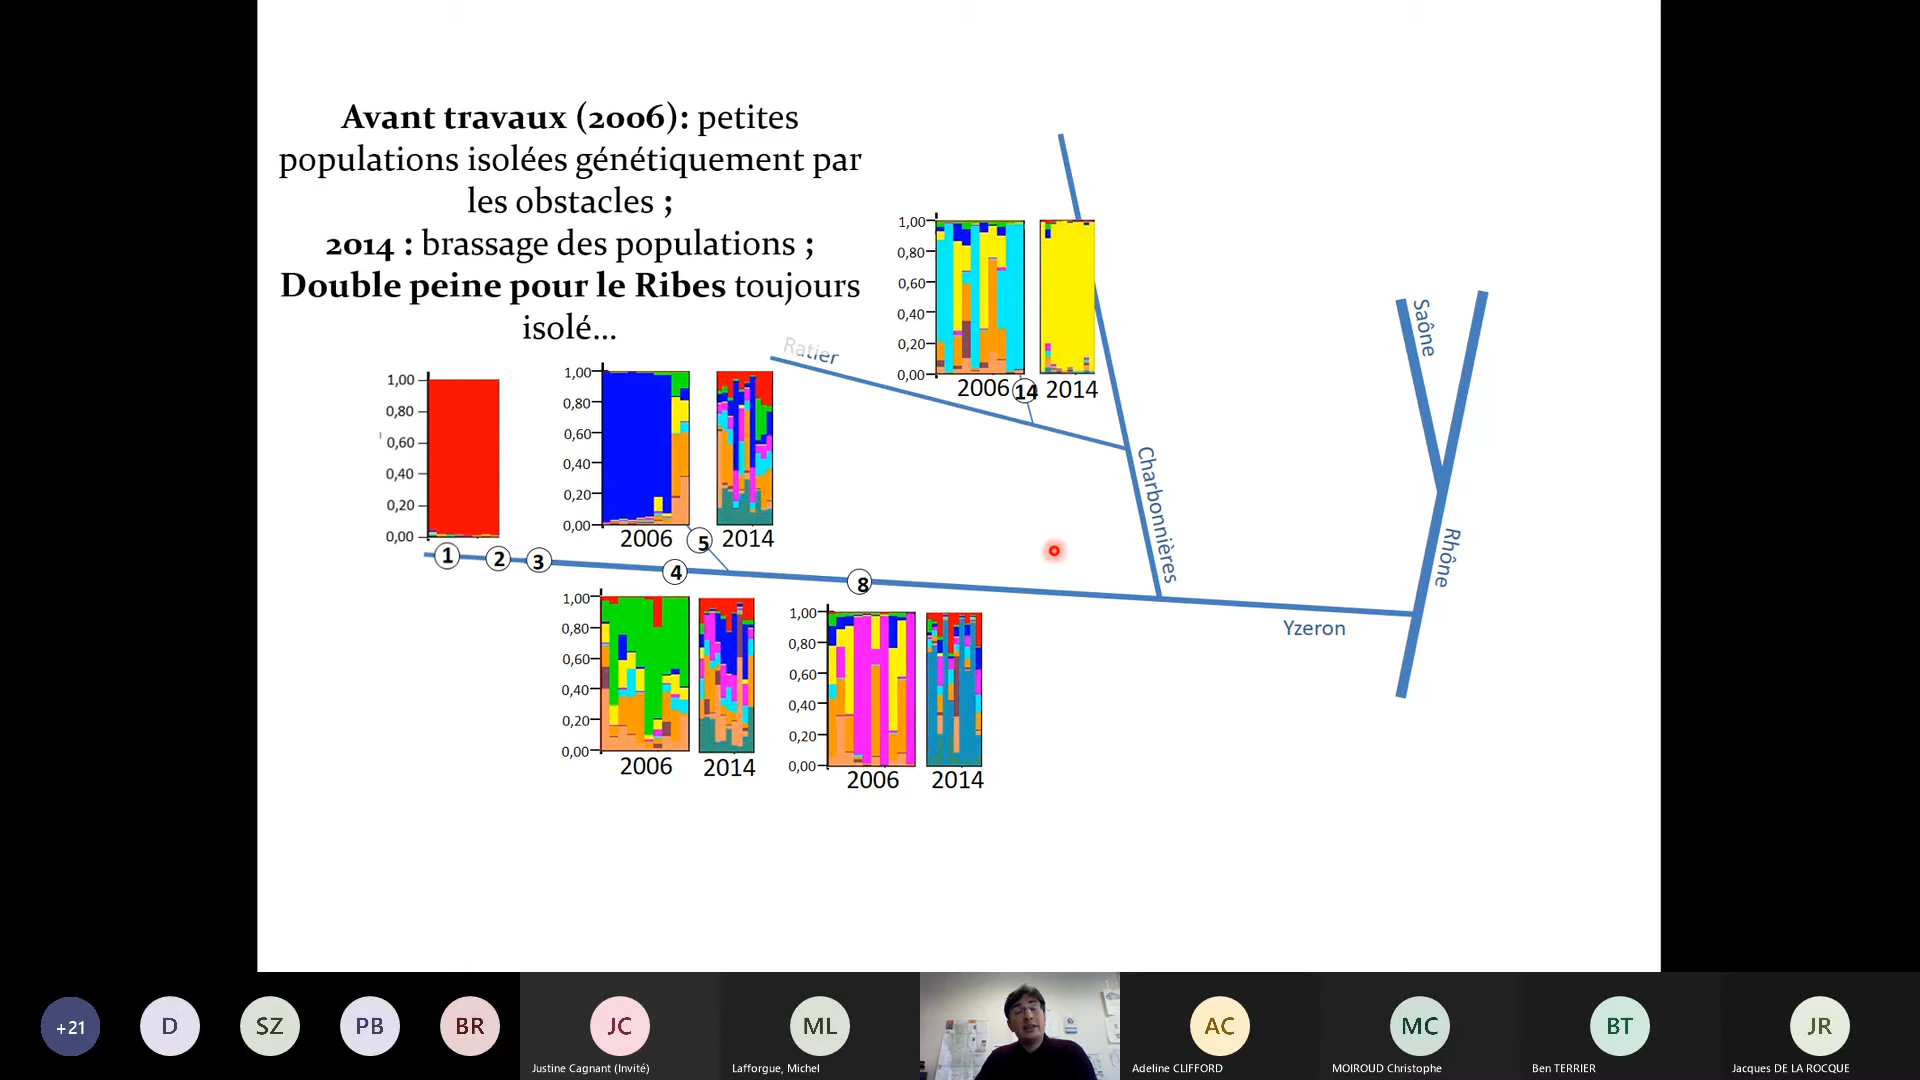 Avant travaux (2006): petites
populations isolées génétiquement par
les obstacles ;
2014 : brassage des populations ;
Double peine pour le Ribes toujours
isolé...
1,00
0,80
0,60
0,40
0,20
0,00
2006
14
2014
Ratier
Saône
Rhône
Charbonnières
Yzeron
1,00
0,80
0,60
0,40
0,20
0,00
1,00
0,80
0,60
0,40
0,20
0,00
2006
5
2014
1
2
3
4
8
1,00
0,80
0,60
0,40
0,20
0,00
2006
2014
1,00
0,80
0,60
0,40
0,20
0,00
2006
2014
+21
D
SZ
PB
BR
JC
Justine Cagnant (Invité)
ML
Lafforgue, Michel
AC
Adeline CLIFFORD
MC
MOIROUD Christophe
BT
Ben TERRIER
JR
Jacques DE LA ROCQUE